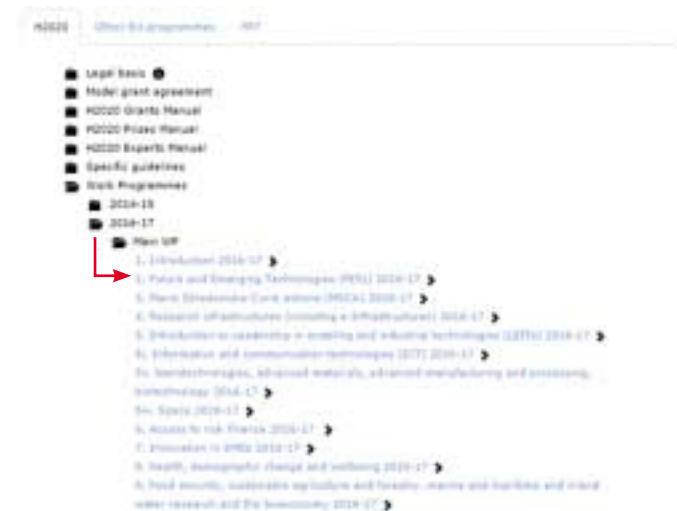 H2020 Other EU programmes
Legal basis
Model grant agreement
H2020 Grants Manual
H2020 Prizes Manual
H2020 Experts Manual
Specific guidelines
Work Programmes
2014-15
2016-17
Main WP
1. Introduction 2016-17
2. Future and Emerging Technologies (FETs) 2016-17
3. Marie Sklodowska-Curie actions (MSCA) 2016-17
4. Research infrastructures (including e-Infrastructures) 2016-17
5. Introduction to Leadership in enabling and industrial technologies (LEITs) 2016-17
5i. Information and communication technologies (ICT) 2016-17
5ii. Nanotechnologies, advanced materials, advanced manufacturing and processing,
biotechnology 2016-17
Space 2016-17
6. Access to risk finance 2016-17
7. Innovation in SMEs 2016-17
8. Health, demographic change and wellbeing 2016-17
9. Food security, sustainable agriculture and forestry, marine and maritime and inland
water research and the bioeconomy 2016-17